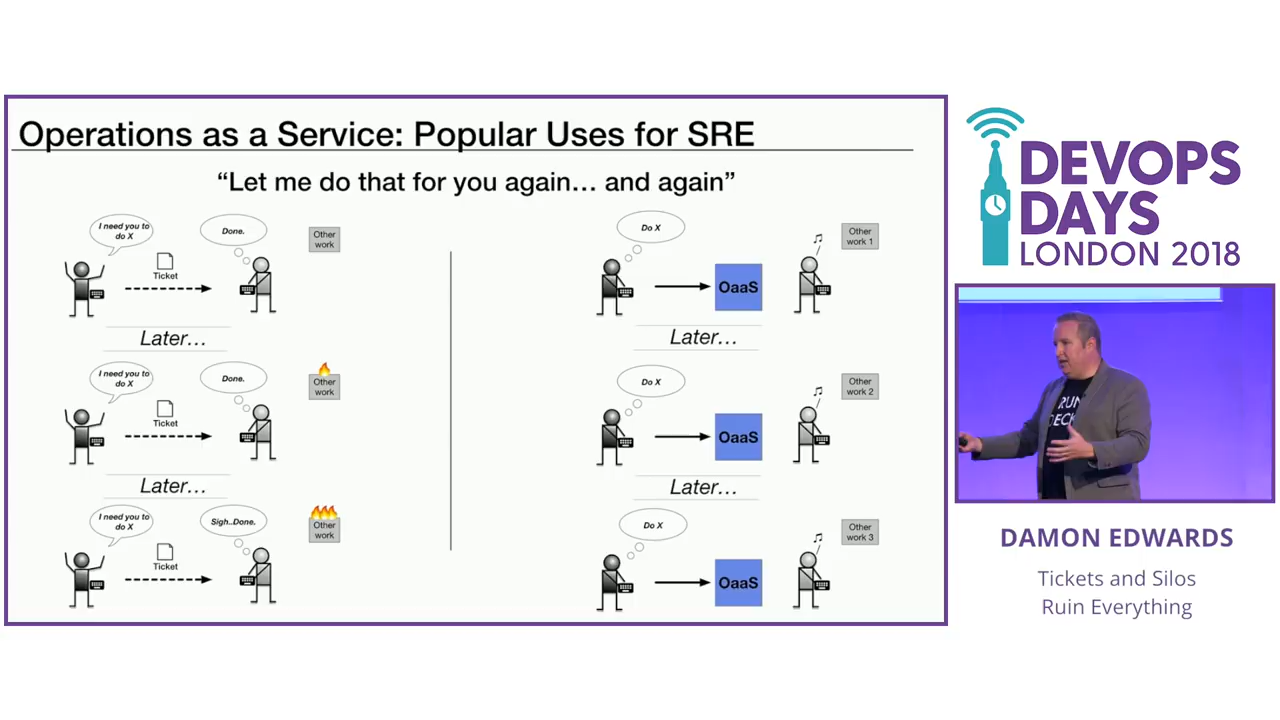 Operations as a Service: Popular Uses for SRE
“Let me do that for you again… and again”
I need you to
do X
Done.
Other
work
Ticket
Later…
I need you to
do X
Done.
Other
work
Ticket
Later…
I need you to
do X
Sigh..Done.
Other
work
Ticket
Do X
Other
work 1
OaaS
Later…
Do X
Other
work 2
OaaS
Later…
Do X
Other
work 3
OaaS
DEVOPS
DAYS
LONDON 2018
RUN
DECK
DAMON EDWARDS
Tickets and Silos
Ruin Everything